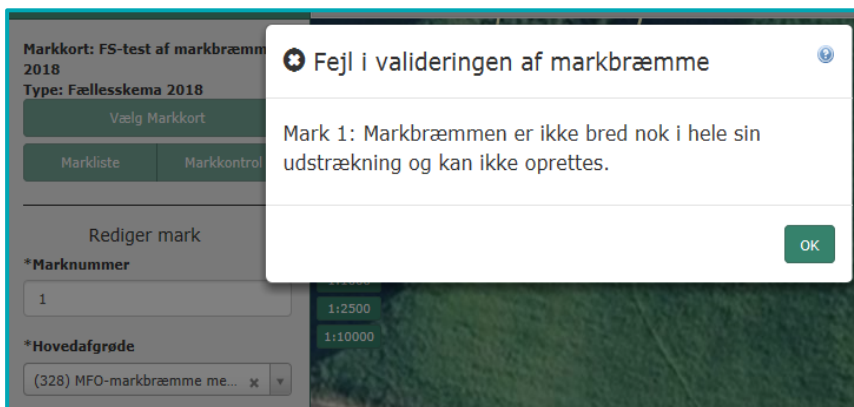 Markkort: FS-test af markbræmm
2018
Type: Fællesskema 2018
Vælg Markkort
Markliste
Markkontrol
Rediger mark
*Marknummer
1
*Hovedafgrøde
(328) MFO-markbræmme me...
Fejl i valideringen af markbræmme
Mark 1: Markbræmmen er ikke bred nok i hele sin
udstrækning og kan ikke oprettes.
OK
1:2500
1:10000